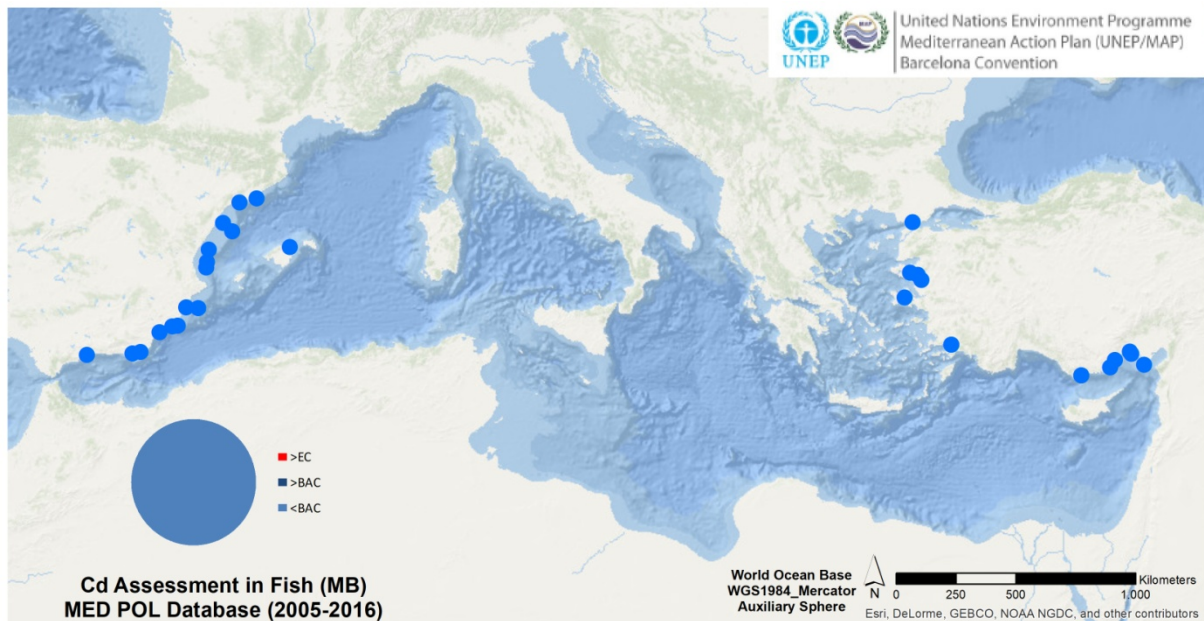 UNEP
United Nations Environment Programme
Mediterranean Action Plan (UNEP/MAP)
Barcelona Convention
>EC
>BAC
<BAC
Cd Assessment in Fish (MB)
MED POL Database (2005-2016)
World Ocean Base
WGS1984_Mercator
Auxiliary Sphere
N
Kilometers
0 250 500 1,000
Esri, DeLorme, GEBCO, NOAA NGDC, and other contributors